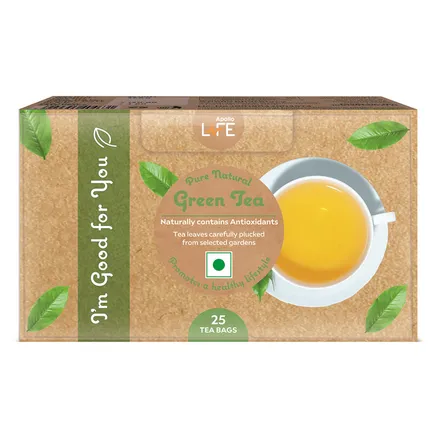 Apollo
LIFE
I'm Good for You
Pure Natural
Green Tea
Naturally contains Antioxidants
Tea leaves carefully plucked
from selected gardens
Promotes a healthy lifestyle
25
TEA BAGS